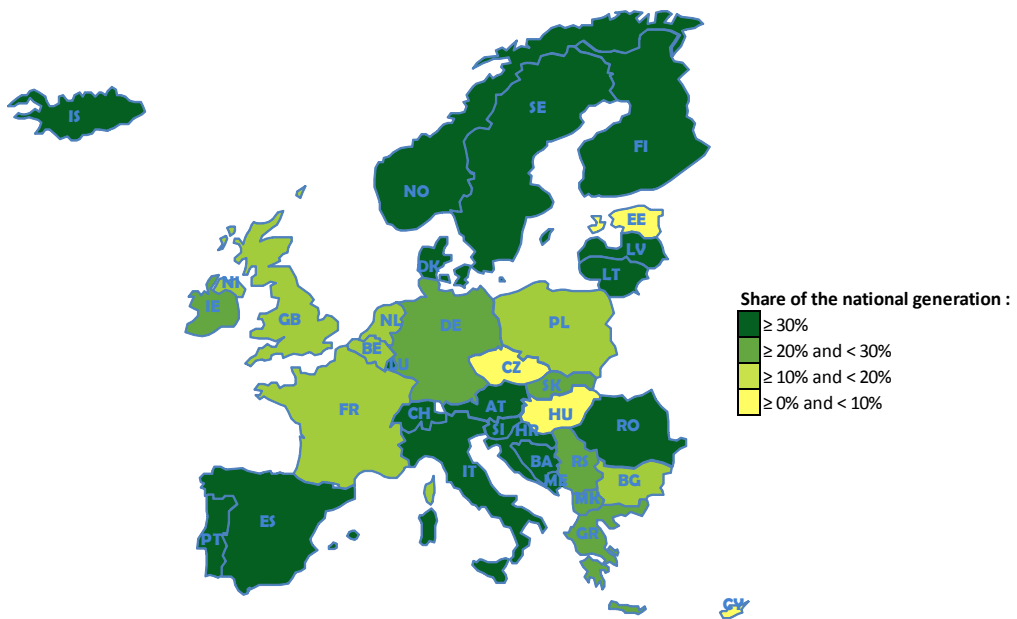 IS
SE
FI
NO
EE
LV
DK
LT
NI
IE
GB
NL
DE
PL
BE
LU
CZ
SK
FR
CH
AT
HU
SI
HR
RO
IT
BA
RS
ME
BG
MK
ES
PT
GR
CY
Share of the national generation :
≥ 30%
≥ 20% and < 30%
≥ 10% and < 20%
≥ 0% and < 10%